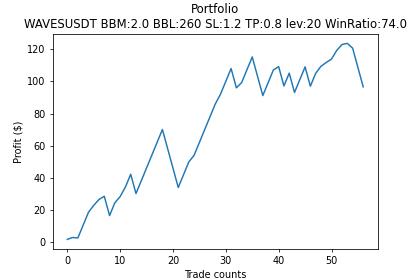 Portfolio
WAVESUSDT BBM:2.0 BBL:260 SL:1.2 TP:0.8 lev:20 WinRatio:74.0
120
100
80
60
40
20
0
Profit ($)
0 10 20 30 40 50
Trade counts